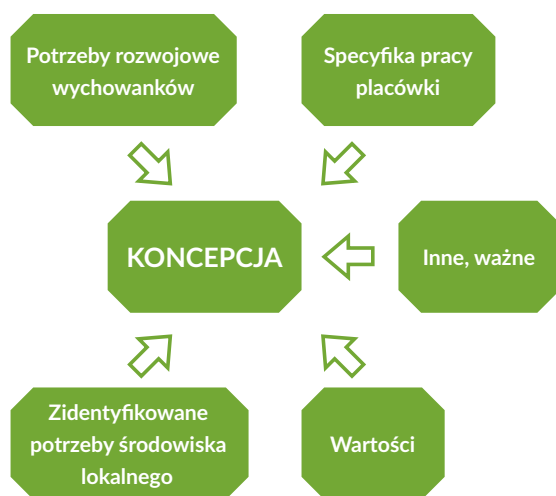 Potrzeby rozwojowe
wychowanków
Specyfika pracy
placówki
KONCEPCJA
Inne, ważne
Zidentyfikowane
potrzeby środowiska
lokalnego
Wartości